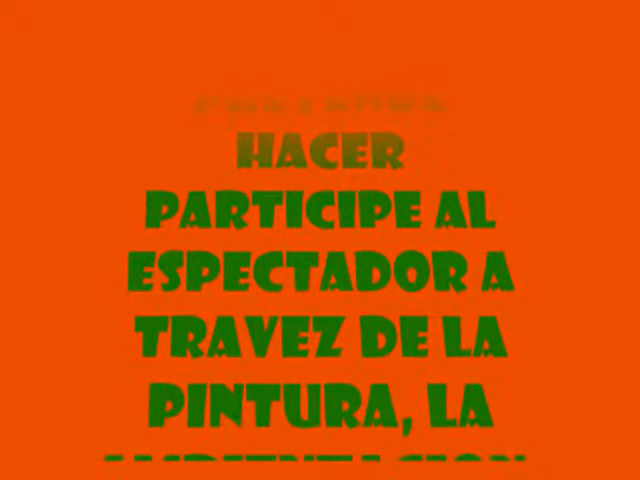 HACER
PARTICIPE AL
ESPECTADOR A
TRAVEZ DE LA
PINTURA, LA